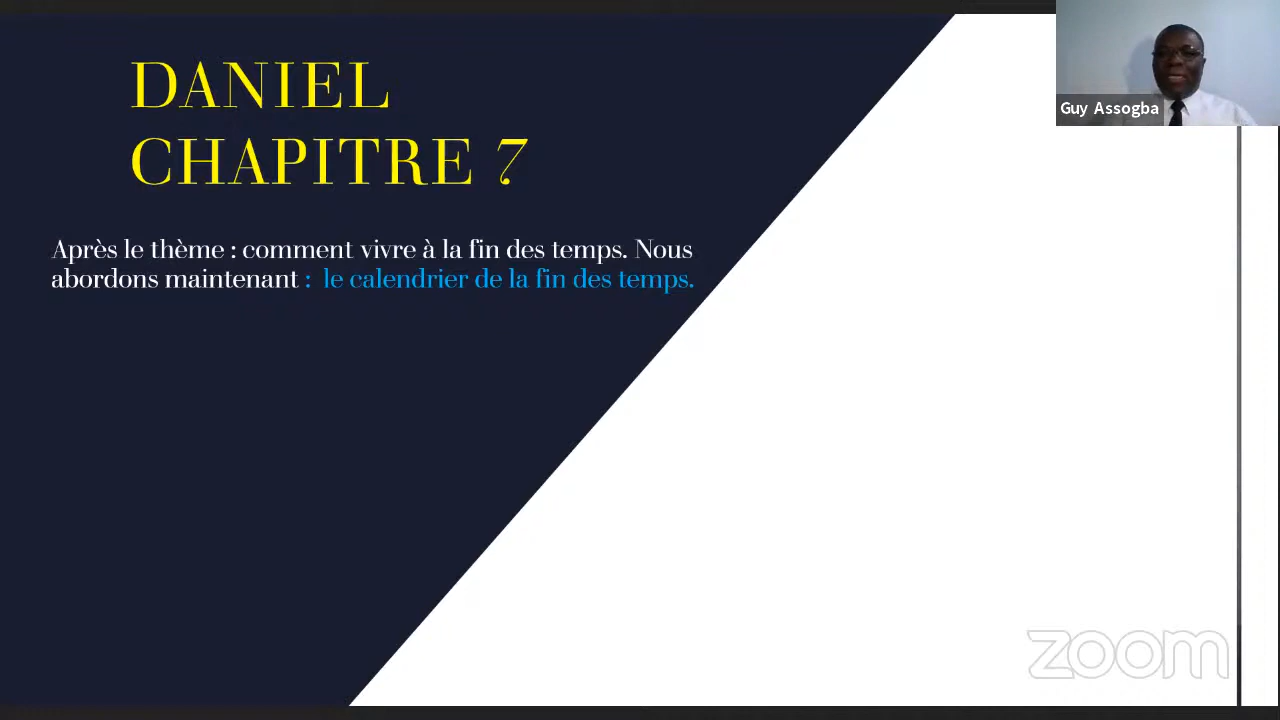 DANIEL
CHAPITRE 7
Après le thème : comment vivre à la fin des temps. Nous
abordons maintenant :  le calendrier de la fin des temps.
Guy Assogba
zoom